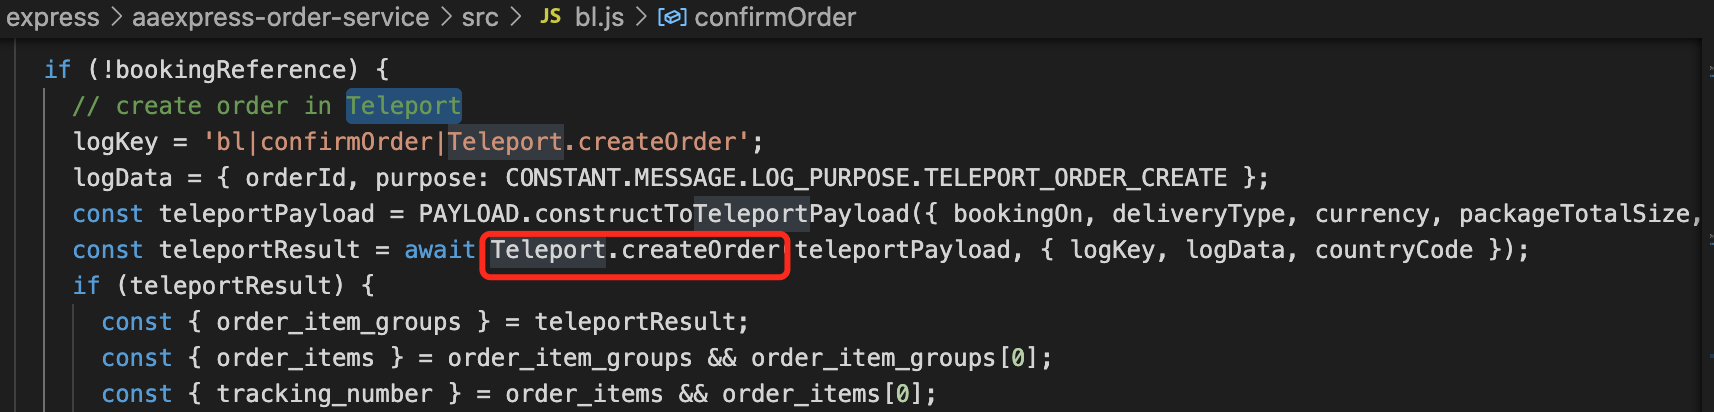 express > aaexpress-order-service > src > JS bl.js > confirmOrder
if (!bookingReference) {
// create order in Teleport
logKey = 'bl|confirmOrder|Teleport.createOrder';
logData = { orderId, purpose: CONSTANT.MESSAGE.LOG_PURPOSE.TELEPORT_ORDER_CREATE };
const teleportPayload = PAYLOAD.constructToTeleportPayload({ bookingOn, deliveryType, currency, packageTotalSize,
const teleportResult = await Teleport.createOrder(teleportPayload, { logKey, logData, countryCode });
if (teleportResult) {
const { order_item_groups } = teleportResult;
const { order_items } = order_item_groups && order_item_groups[0];
const { tracking_number } = order_items && order_items[0];